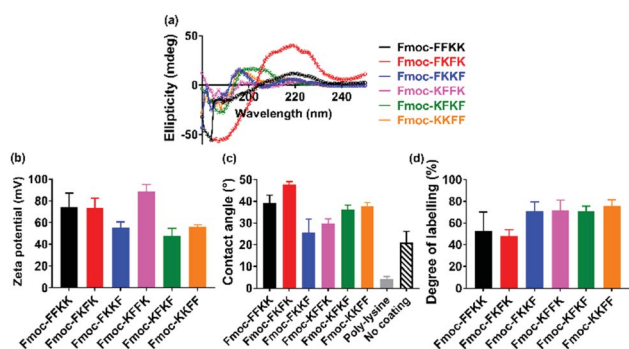 (a)
Ellipticity (mdeg)
50
0
-50
200
220
240
Wavelength (nm)
Fmoc-FFKK
Fmoc-FKFK
Fmoc-FKKF
Fmoc-KFFK
Fmoc-KFKF
Fmoc-KKFF
(b)
Zeta potential (mV)
100
80
60
40
20
0
Fmoc-FFKK
Fmoc-FKFK
Fmoc-FKKF
Fmoc-KFFK
Fmoc-KFKF
Fmoc-KKFF
(c)
Contact angle (°)
60
50
40
30
20
10
0
Fmoc-FFKK
Fmoc-FKFK
Fmoc-FKKF
Fmoc-KFFK
Fmoc-KFKF
Fmoc-KKFF
Poly-lysine
No coating
(d)
Degree of labelling (%)
100
80
60
40
20
0
Fmoc-FFKK
Fmoc-FKFK
Fmoc-FKKF
Fmoc-KFFK
Fmoc-KFKF
Fmoc-KKFF